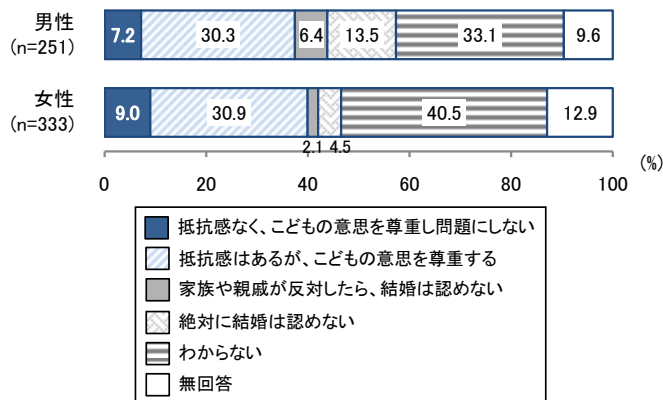 男性
(n=251)
7.2 30.3 6.4 13.5 33.1 9.6
女性
(n=333)
9.0 30.9 40.5 12.9
2.1 4.5
(%)
0 20 40 60 80 100
抵抗感なく、こどもの意思を尊重し問題にしない
抵抗感はあるが、こどもの意思を尊重する
家族や親戚が反対したら、結婚は認めない
絶対に結婚は認めない
わからない
無回答